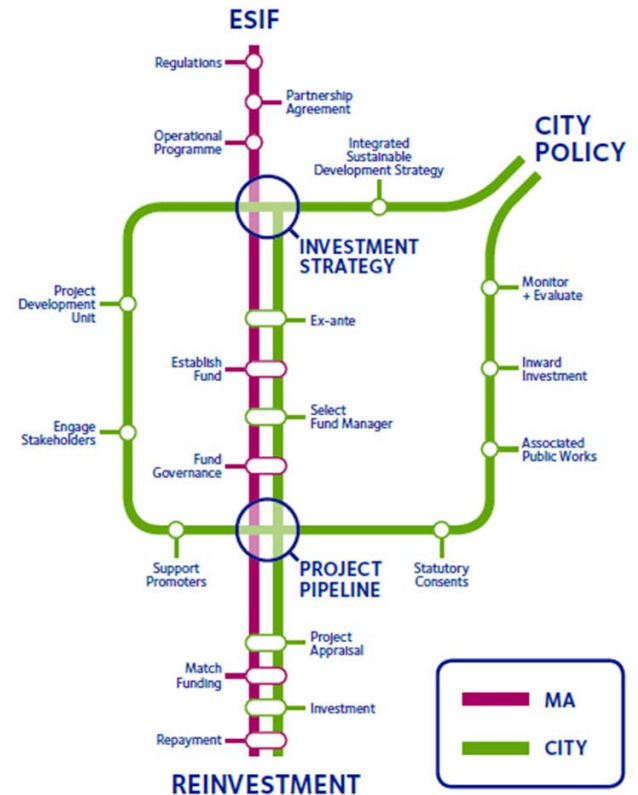 ESIF
Regulations
Partnership
Agreement
Operational
Programme
Integrated
Sustainable
Development Strategy
CITY
POLICY
INVESTMENT
STRATEGY
Project
Development
Unit
Ex-ante
Monitor
+ Evaluate
Establish
Fund
Inward
Investment
Select
Fund Manager
Engage
Stakeholders
Associated
Public Works
Fund
Governance
Support
Promoters
PROJECT
PIPELINE
Statutory
Consents
Project
Appraisal
Match
Funding
Investment
Repayment
REINVESTMENT
MA
CITY